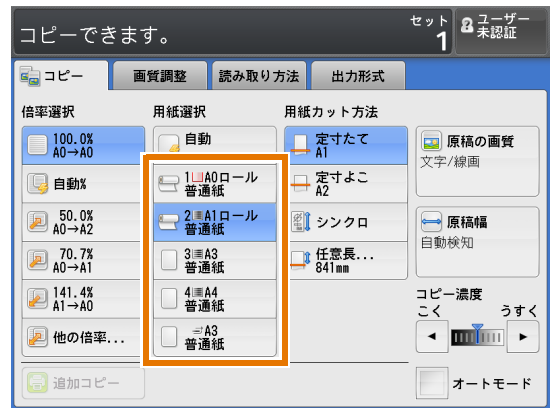 コピーできます。
セット
1
ユーザー
未認証
コピー
画質調整
読み取り方法
出力形式
倍率選択
用紙選択
用紙カット方法
100.0%
A0→A0
自動%
50.0%
A0→A2
70.7%
A0→A1
141.4%
A1→A0
他の倍率...
自動
1 A0ロール
普通紙
2 A1ロール
普通紙
3 A3
普通紙
4 A4
普通紙
A3
普通紙
定寸たて
A1
定寸よこ
A2
シンクロ
任意長...
841mm
原稿の画質
文字/線画
原稿幅
自動検知
コピー濃度
こく
うすく
追加コピー
オートモード